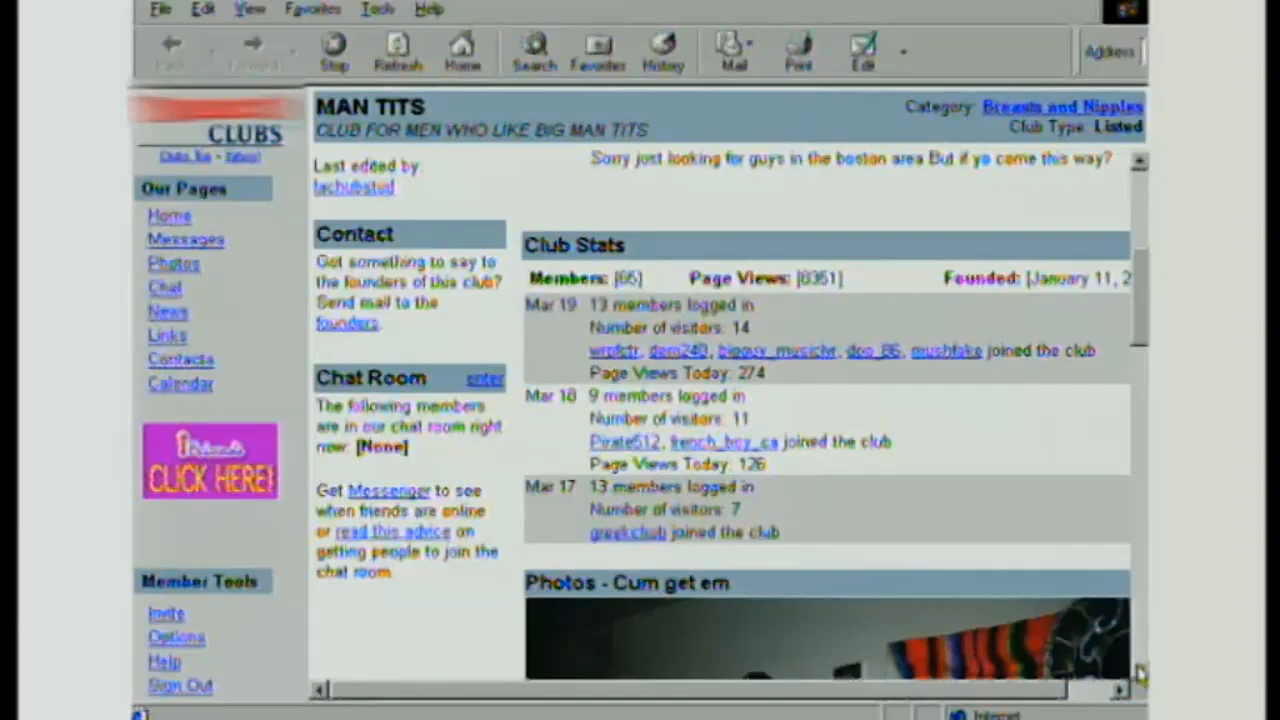 File Edit View Favorites Tools Help
Stop Refresh Home Search Favorites History Mail Print Edit Address
CLUBS
MAN TITS
CLUB FOR MEN WHO LIKE BIG MAN TITS
Category: Breasts and Nipples
Club Type: Listed
Our Pages
Home
Messages
Photos
Chat
News
Links
Contacts
Calendar
CLICK HERE!
Member Tools
Invite
Options
Help
Sign Out
Last edited by:
lachubstud
Contact
Got something to say to
the founders of this club?
Send mail to the
founders.
Chat Room enter
The following members
are in our chat room right
now: [None]
Get Messenger to see
when friends are online
or read this advice on
getting people to join the
chat room.
Sorry just looking for guys in the boston area But if yo come this way?
Club Stats
Members: [65] Page Views: [6351] Founded: [January 11, 2
Mar 19 13 members logged in
Number of visitors: 14
joined the club
Page Views Today: 274
Mar 18 9 members logged in
Number of visitors: 11
Pirate512, french_boy_ca joined the club
Page Views Today: 126
Mar 17 13 members logged in
Number of visitors: 7
greekchub joined the club
Photos - Cum get em
Internet